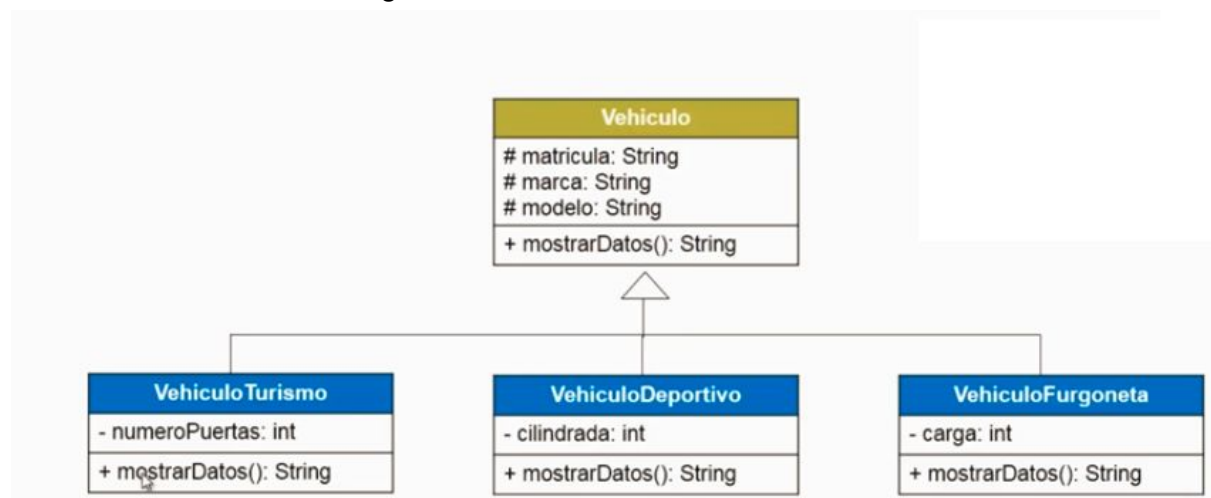 Vehiculo
# matricula: String
# marca: String
# modelo: String
+ mostrarDatos(): String
VehiculoTurismo
- numeroPuertas: int
+ mostrarDatos(): String
VehiculoDeportivo
- cilindrada: int
+ mostrarDatos(): String
VehiculoFurgoneta
- carga: int
+ mostrarDatos(): String